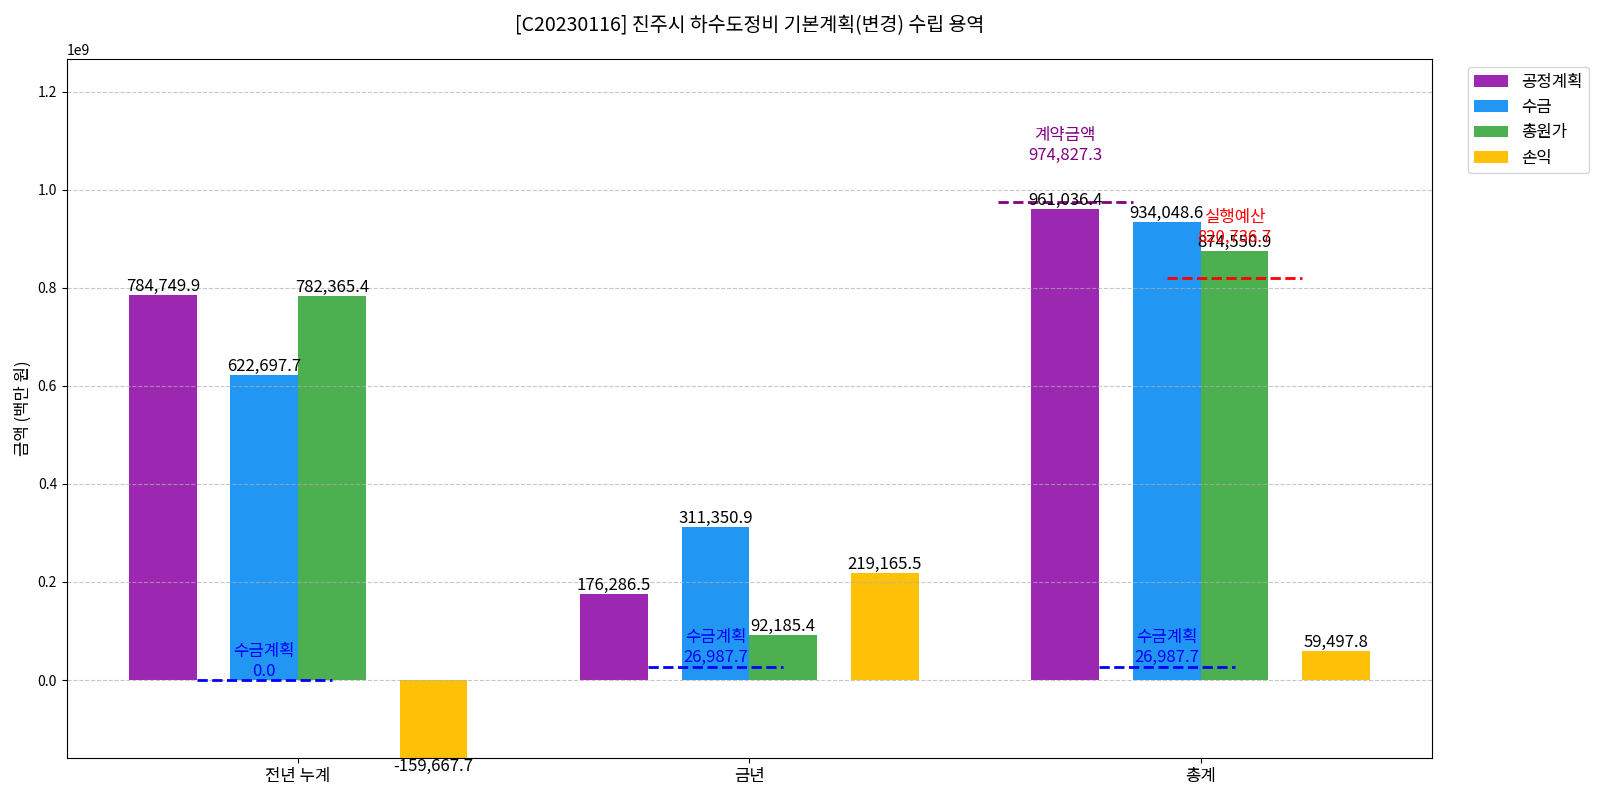 [C20230116] 진주시 하수도정비 기본계획(변경) 수립 용역
1e9
1.2
1.0
0.8
0.6
0.4
0.2
0.0
금액 (백만 원)
784,749.9
622,697.7
782,365.4
-159,667.7
수금계획
0.0
176,286.5
311,350.9
92,185.4
219,165.5
수금계획
26,987.7
계약금액
974,827.3
961,036.4
934,048.6
실행예산
820,736.7
874,550.9
59,497.8
수금계획
26,987.7
전년 누계
금년
총계
공정계획
수금
총원가
손익